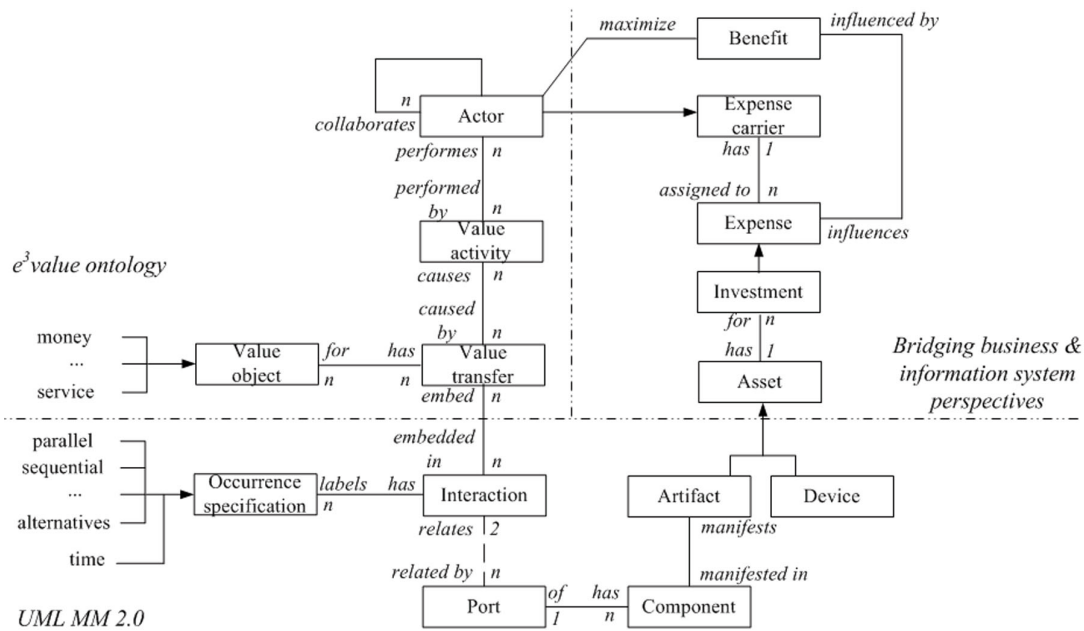 maximize
Benefit
influenced by
n
collaborates
Actor
Expense
carrier
performes n
has 1
performed
by n
assigned to n
Value
activity
Expense
influences
e³value ontology
causes n
Investment
caused
by n
for n
money
...
service
Value
object
for
n
has
n
Value
transfer
has 1
Asset
Bridging business &
information system
perspectives
embed n
parallel
sequential
...
alternatives
time
embedded
in n
Occurrence
specification
labels
n
has
Interaction
Artifact
Device
relates 2
manifests
related by n
manifested in
Port
of
1
has
n
Component
UML MM 2.0